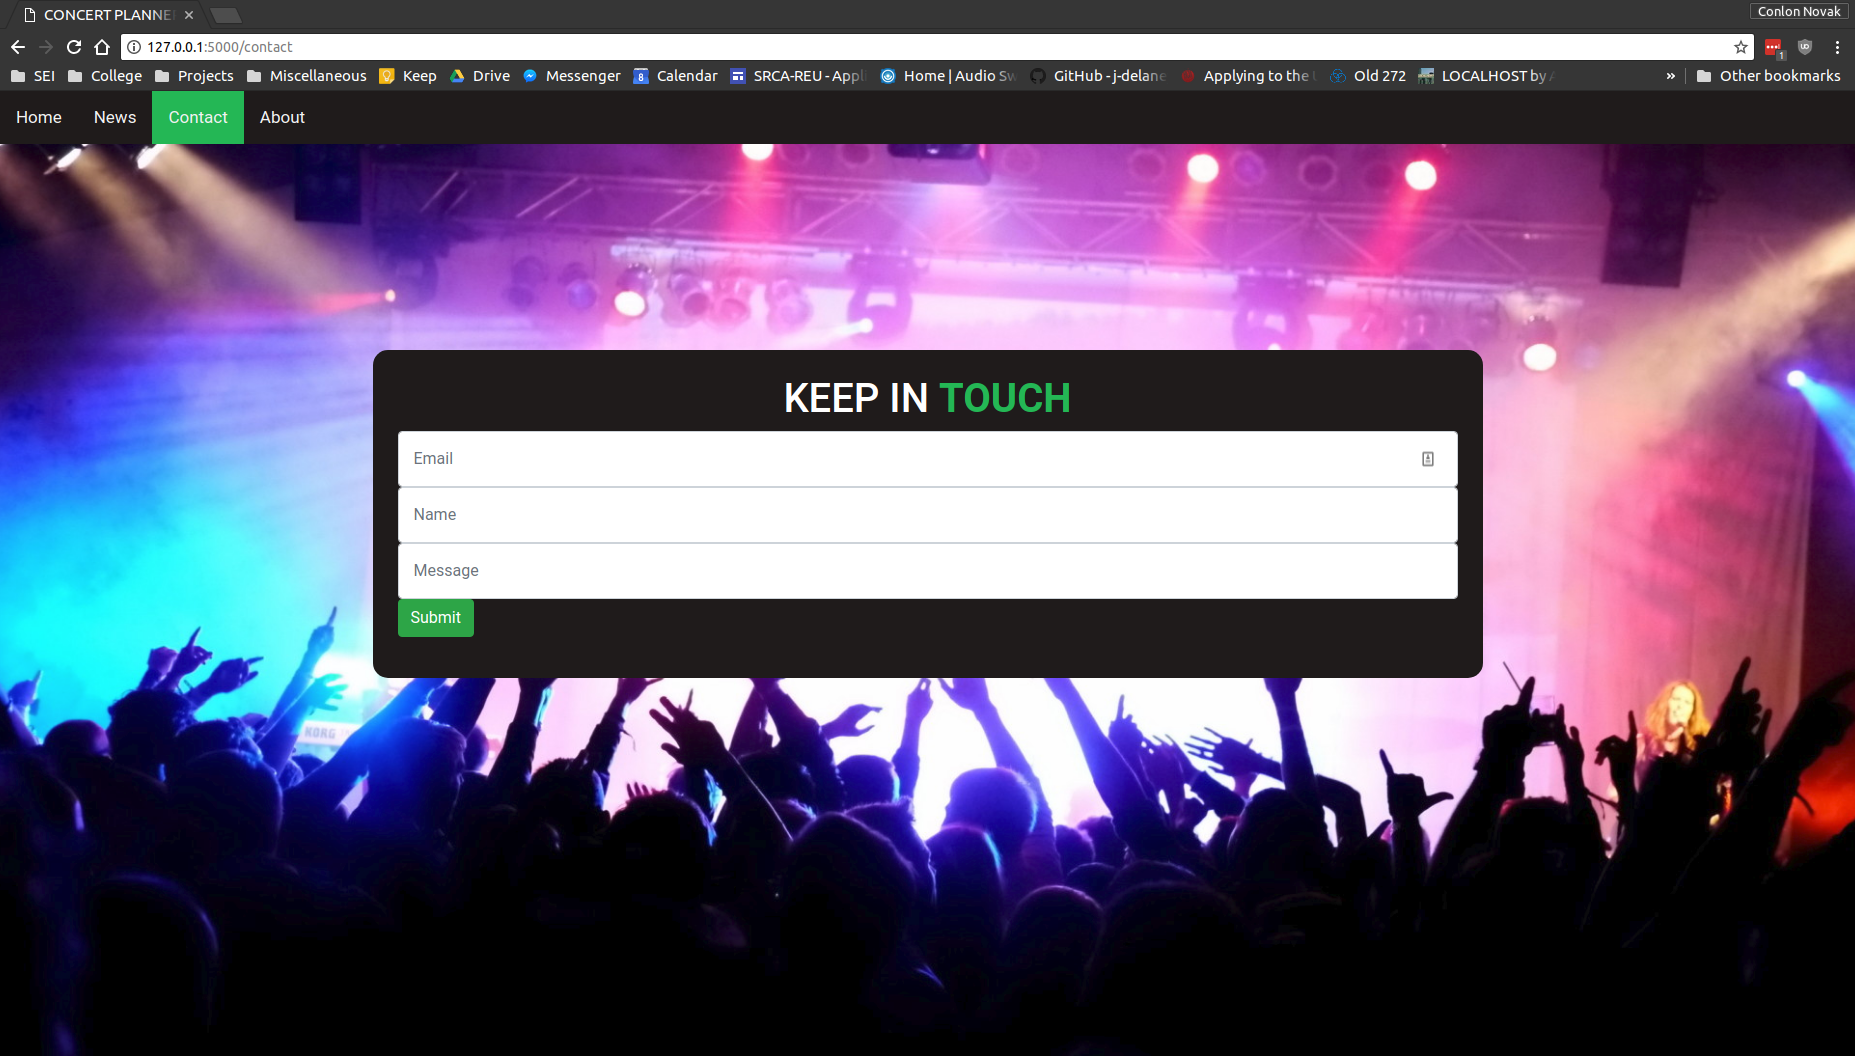 CONCERT PLANNE
Conlon Novak
127.0.0.1:5000/contact
SEI College Projects Miscellaneous Keep Drive Messenger Calendar SRCA-REU - Appl Home | Audio Sw GitHub - j-delane Applying to the Old 272 LOCALHOST by » Other bookmarks
Home News Contact About
KEEP IN TOUCH
Email
Name
Message
Submit
KORG